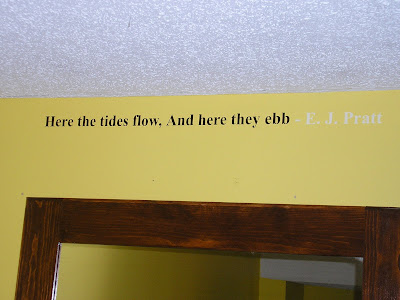 Here the tides flow, And here they ebb - E. J. Pratt